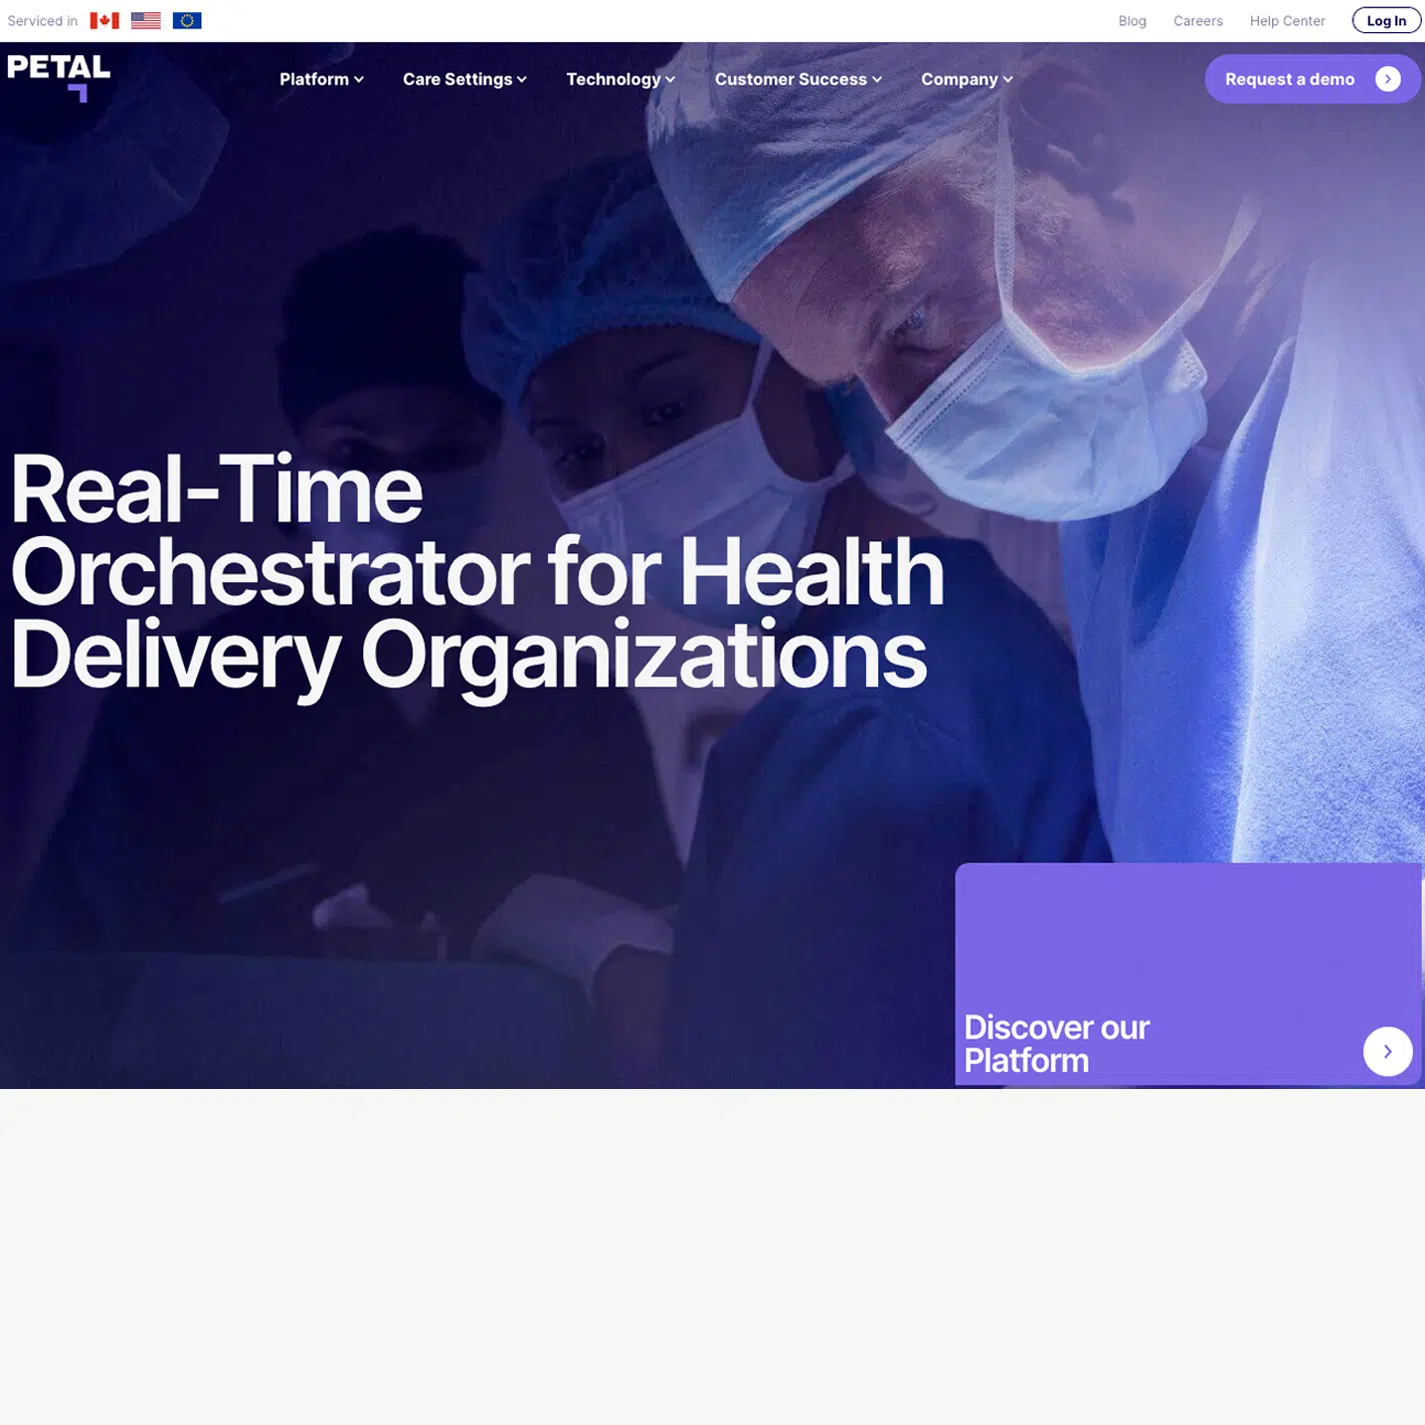 Serviced in
Blog
Careers
Help Center
Log In
PETAL
Platform
Care Settings
Technology
Customer Success
Company
Request a demo
Real-Time
Orchestrator for Health
Delivery Organizations
Discover our
Platform